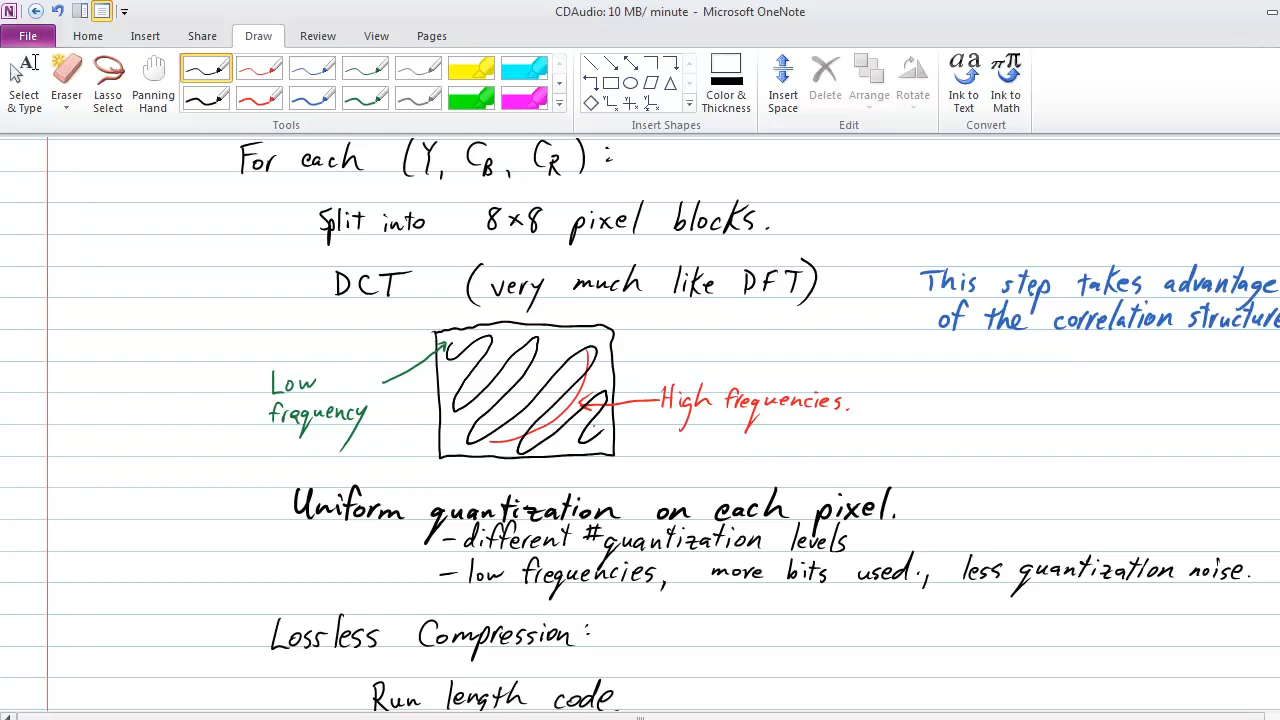 CDAudio: 10 MB/ minute - Microsoft OneNote
File Home Insert Share Draw Review View Pages
Select & Type Eraser Lasso Select Panning Hand Color & Thickness Insert Space Delete Arrange Rotate Ink to Text Ink to Math
Tools Insert Shapes Edit Convert
For each (Y, CB, CR) :
Split into 8×8 pixel blocks.
DCT (very much like DFT)
This step takes advantage
of the correlation structure
Low
frequency
High frequencies.
Uniform quantization on each pixel.
- different # quantization levels
- low frequencies, more bits used., less quantization noise.
Lossless Compression:
Run length code